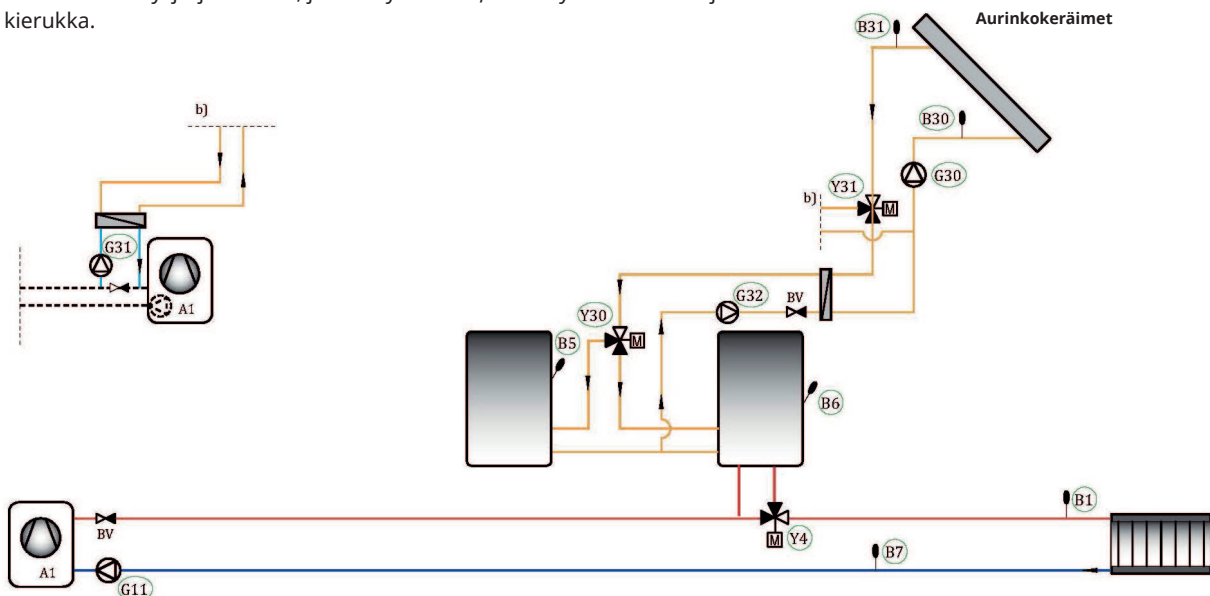 kierukka.
Aurinkokeräimet
B31
b)
B30
G30
Y31
b)
M
G31
G32
BV
Y30
M
B5
A1
B6
B1
BV
M
Y4
B7
A1
G11